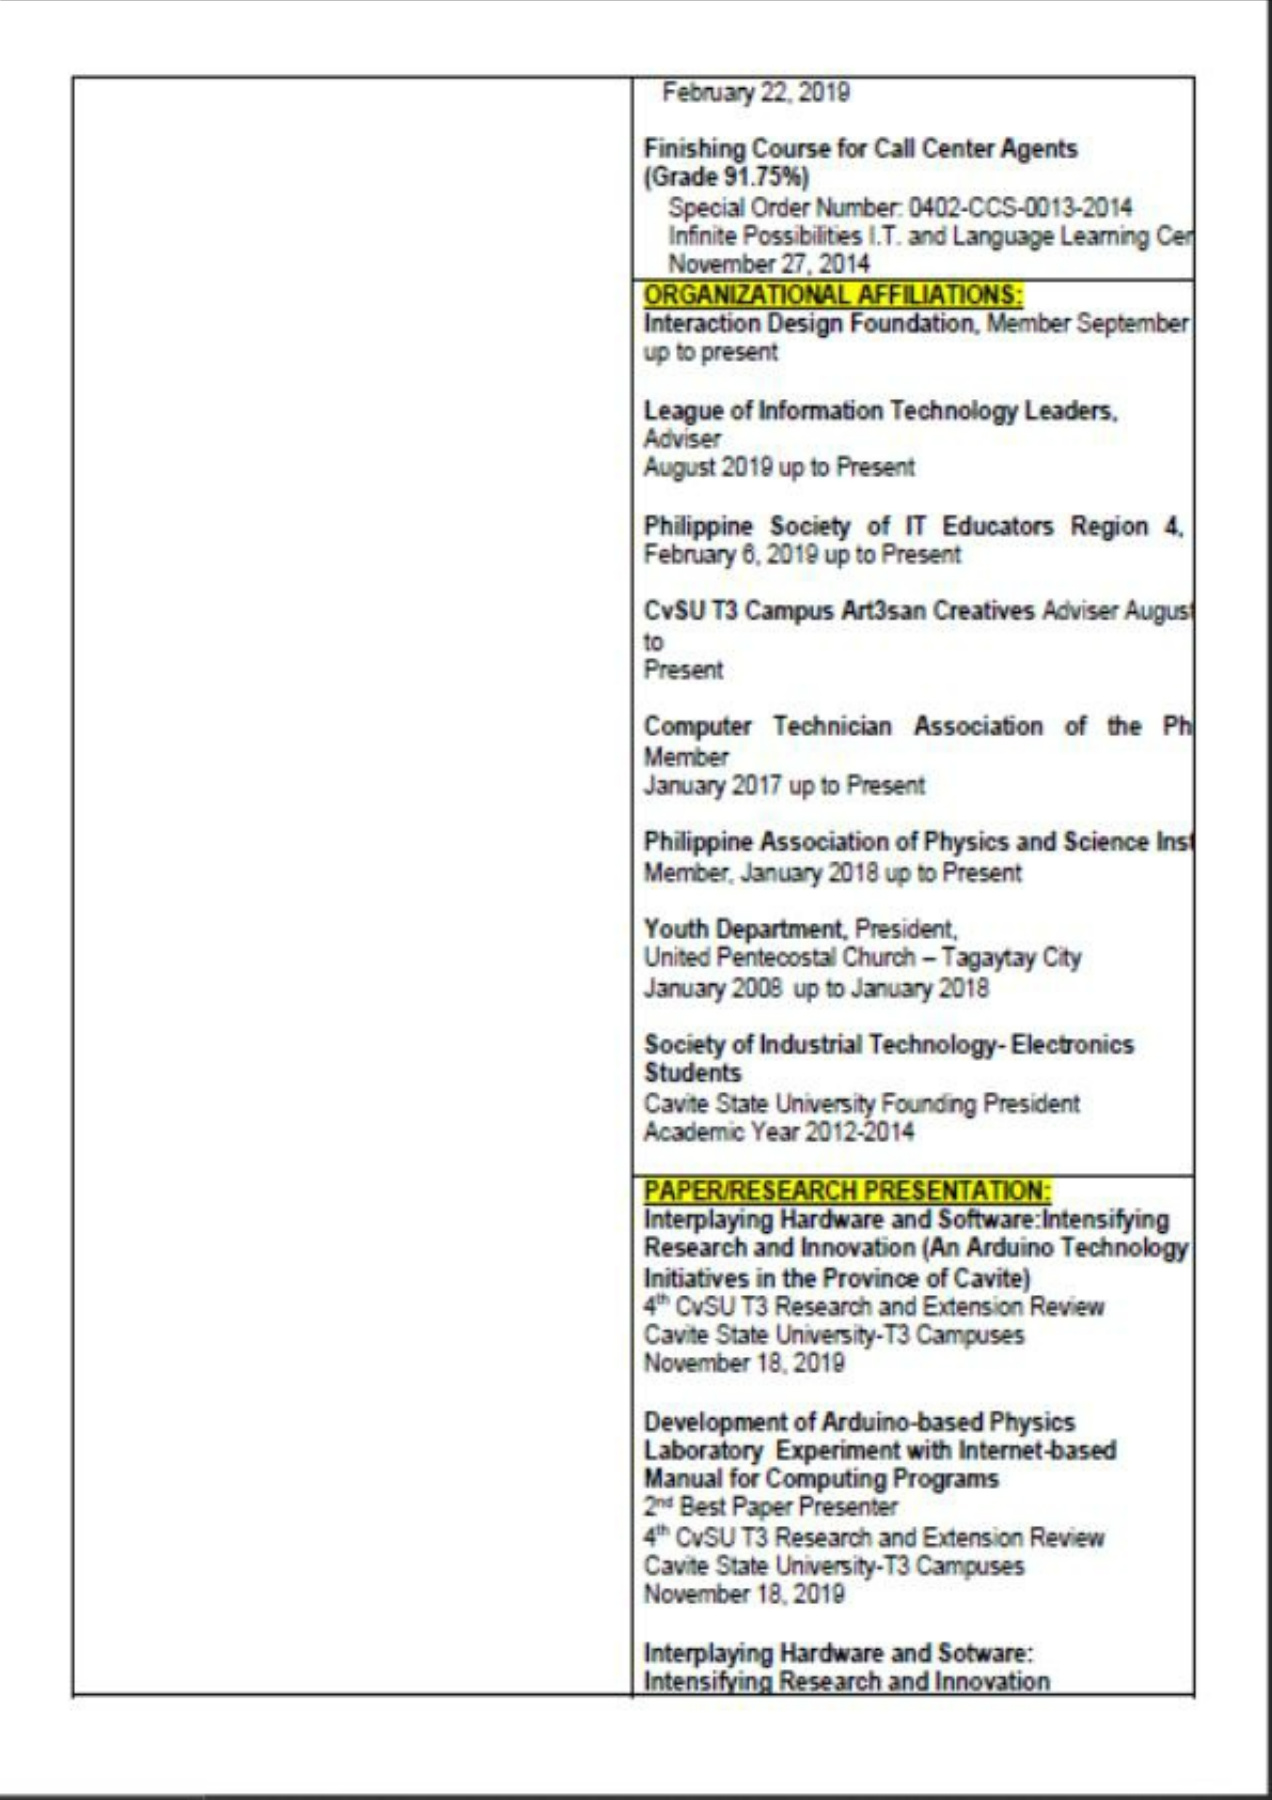 February 22, 2019
Finishing Course for Call Center Agents
(Grade 91.75%)
Special Order Number: 0402-CCS-0013-2014
Infinite Possibilities I.T. and Language Learning Cen
November 27, 2014
ORGANIZATIONAL AFFILIATIONS:
Interaction Design Foundation, Member September
up to present
League of Information Technology Leaders,
Adviser
August 2019 up to Present
Philippine Society of IT Educators Region 4,
February 6, 2019 up to Present
CvSU T3 Campus Art3san Creatives Adviser August
to
Present
Computer Technician Association of the Ph
Member
January 2017 up to Present
Philippine Association of Physics and Science Inst
Member, January 2018 up to Present
Youth Department, President,
United Pentecostal Church – Tagaytay City
January 2008 up to January 2018
Society of Industrial Technology- Electronics
Students
Cavite State University Founding President
Academic Year 2012-2014
PAPER/RESEARCH PRESENTATION:
Interplaying Hardware and Software:Intensifying
Research and Innovation (An Arduino Technology
Initiatives in the Province of Cavite)
4th CvSU T3 Research and Extension Review
Cavite State University-T3 Campuses
November 18, 2019
Development of Arduino-based Physics
Laboratory Experiment with Internet-based
Manual for Computing Programs
2nd Best Paper Presenter
4th CvSU T3 Research and Extension Review
Cavite State University-T3 Campuses
November 18, 2019
Interplaying Hardware and Sotware:
Intensifying Research and Innovation